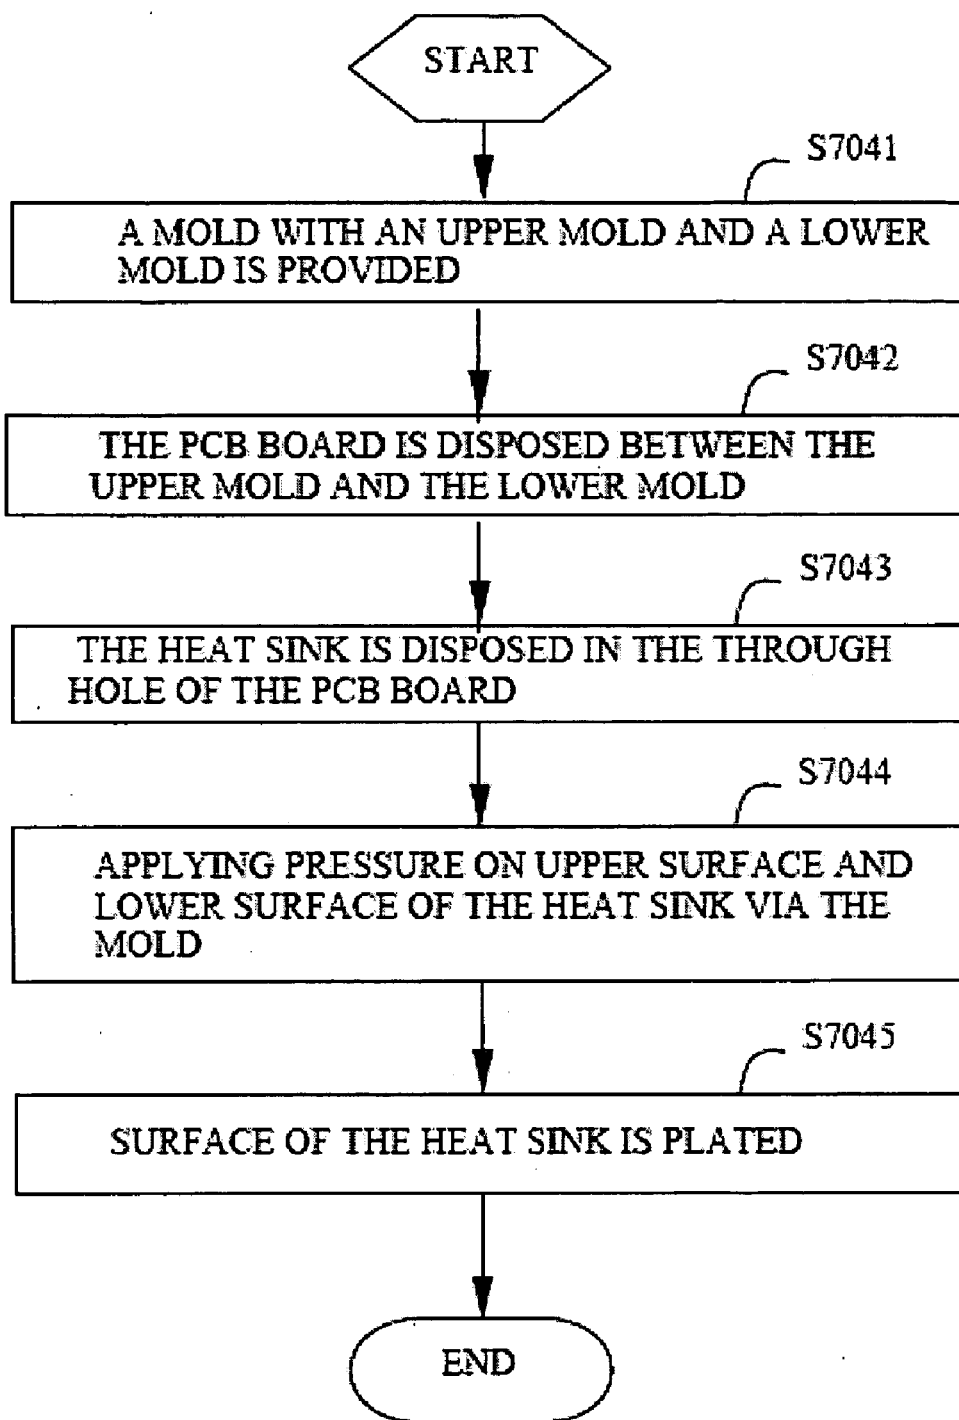 START
S7041
A MOLD WITH AN UPPER MOLD AND A LOWER
MOLD IS PROVIDED
S7042
THE PCB BOARD IS DISPOSED BETWEEN THE
UPPER MOLD AND THE LOWER MOLD
S7043
THE HEAT SINK IS DISPOSED IN THE THROUGH
HOLE OF THE PCB BOARD
S7044
APPLYING PRESSURE ON UPPER SURFACE AND
LOWER SURFACE OF THE HEAT SINK VIA THE
MOLD
S7045
SURFACE OF THE HEAT SINK IS PLATED
END